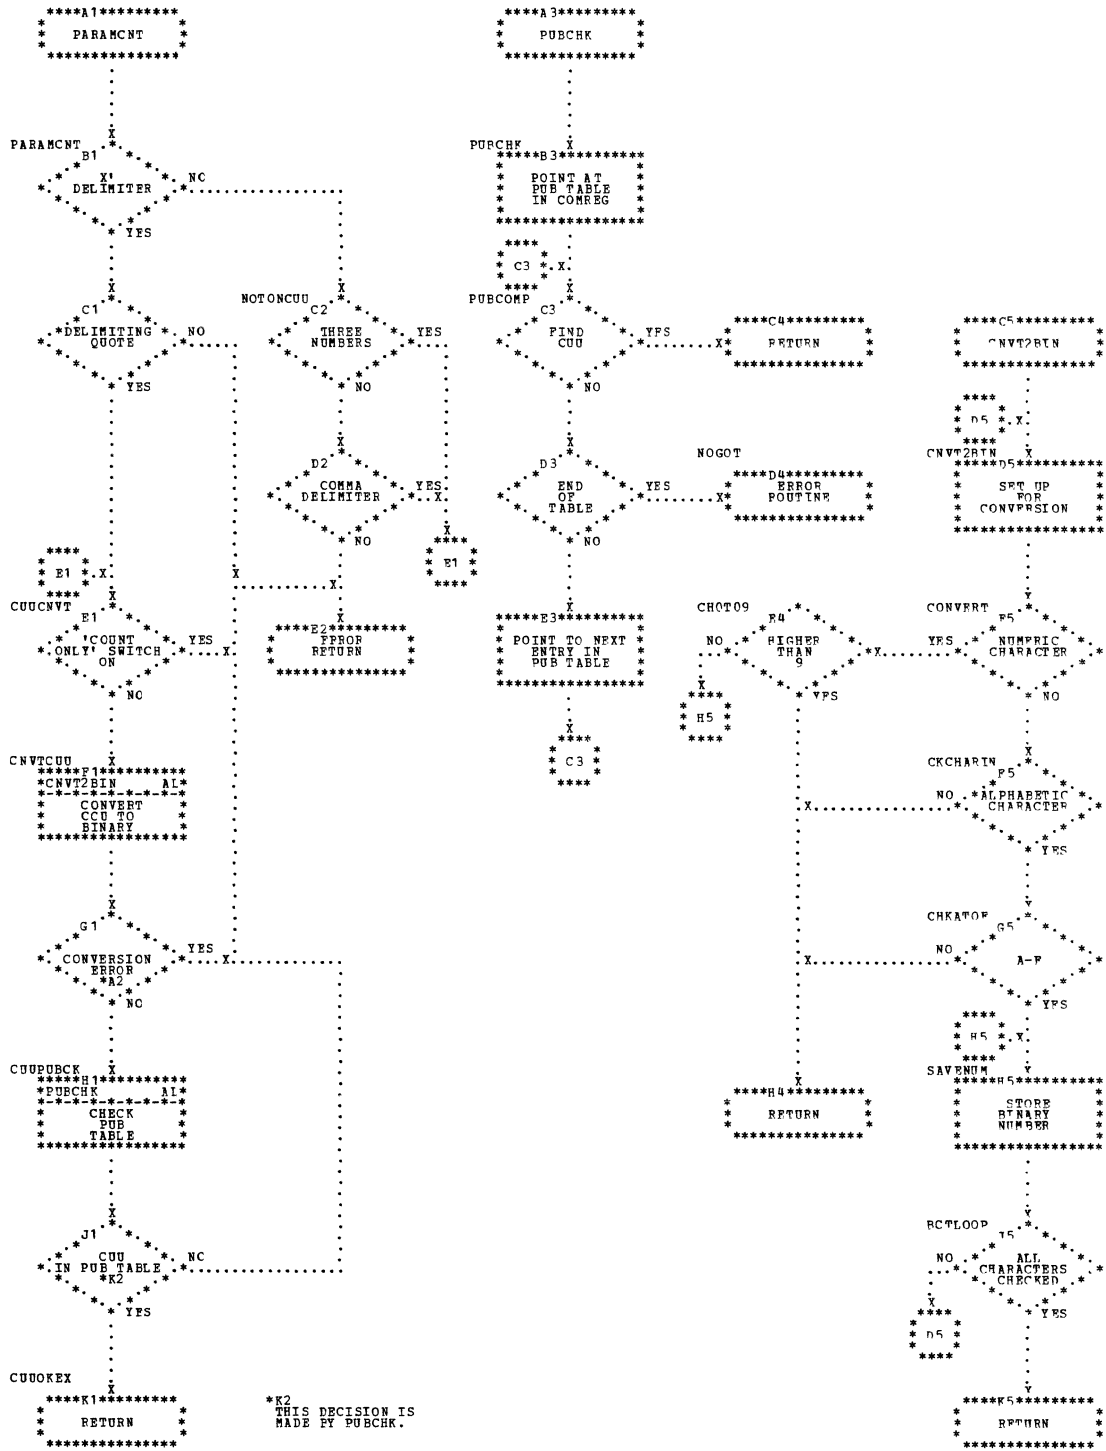 A1
PARAMCNT
A3
PUBCHK
PARAMCNT
B1
X'
DELIMITER
NC
YES
PUBCHK
B3
POINT AT
PUB TABLE
IN COMREG
C3
C1
DELIMITING
QUOTE
NO
YES
NOTONCUU
C2
THREE
NUMBERS
YES
NO
PUBCOMP
C3
FIND
CUU
YES
NO
C4
RETURN
C5
CNVT2BIN
D5
D2
COMMA
DELIMITER
YES
NO
D3
END
OF
TABLE
YES
NO
NOGOT
D4
ERROR
ROUTINE
CNVT2BIN
D5
SET UP
FOR
CONVERSION
E1
E1
CUUCNVT
E1
'COUNT
ONLY' SWITCH
ON
YES
NO
E2
ERROR
RETURN
E3
POINT TO NEXT
ENTRY IN
PUB TABLE
CHOTO9
E4
HIGHER
THAN
9
NO
YES
CONVERT
E5
NUMERIC
CHARACTER
YES
NO
H5
C3
CNVTCUU
F1
CNVT2BIN AL
CONVERT
CCU TO
BINARY
CKCHARIN
F5
ALPHABETIC
CHARACTER
NO
YES
G1
CONVERSION
ERROR
*A2
YES
NO
CHKATOF
G5
A-F
NO
YES
H5
CUUPUBCK
H1
PUBCHK AL
CHECK
PUB
TABLE
H4
RETURN
SAVENUM
H5
STORE
BINARY
NUMBER
J1
CUU
IN PUB TABLE
*K2
NC
YES
BCTLOOP
J5
ALL
CHARACTERS
CHECKED
NO
YES
D5
CUUOKEX
K1
RETURN
*K2
THIS DECISION IS
MADE BY PUBCHK.
K5
RETURN